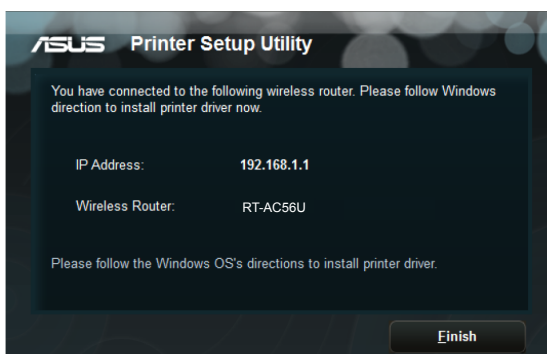 ASUS Printer Setup Utility
You have connected to the following wireless router. Please follow Windows
direction to install printer driver now.
IP Address: 192.168.1.1
Wireless Router: RT-AC56U
Please follow the Windows OS's directions to install printer driver.
Finish